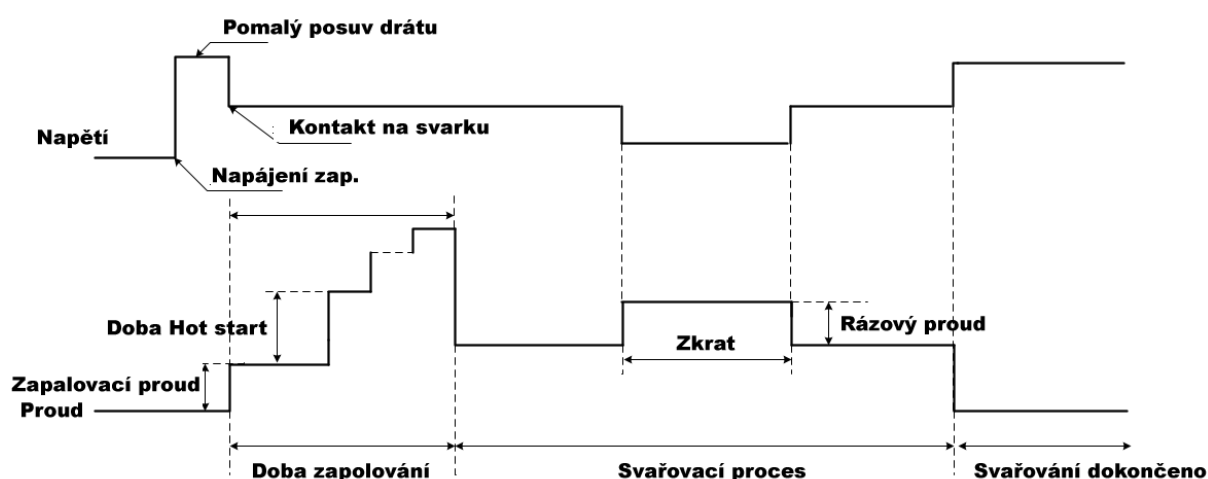 Pomalý posuv drátu
Napětí
Kontakt na svarku
Napájení zap.
Doba Hot start
Zkrat
Rázový proud
Zapalovací proud
Proud
Doba zapolování
Svařovací proces
Svařování dokončeno